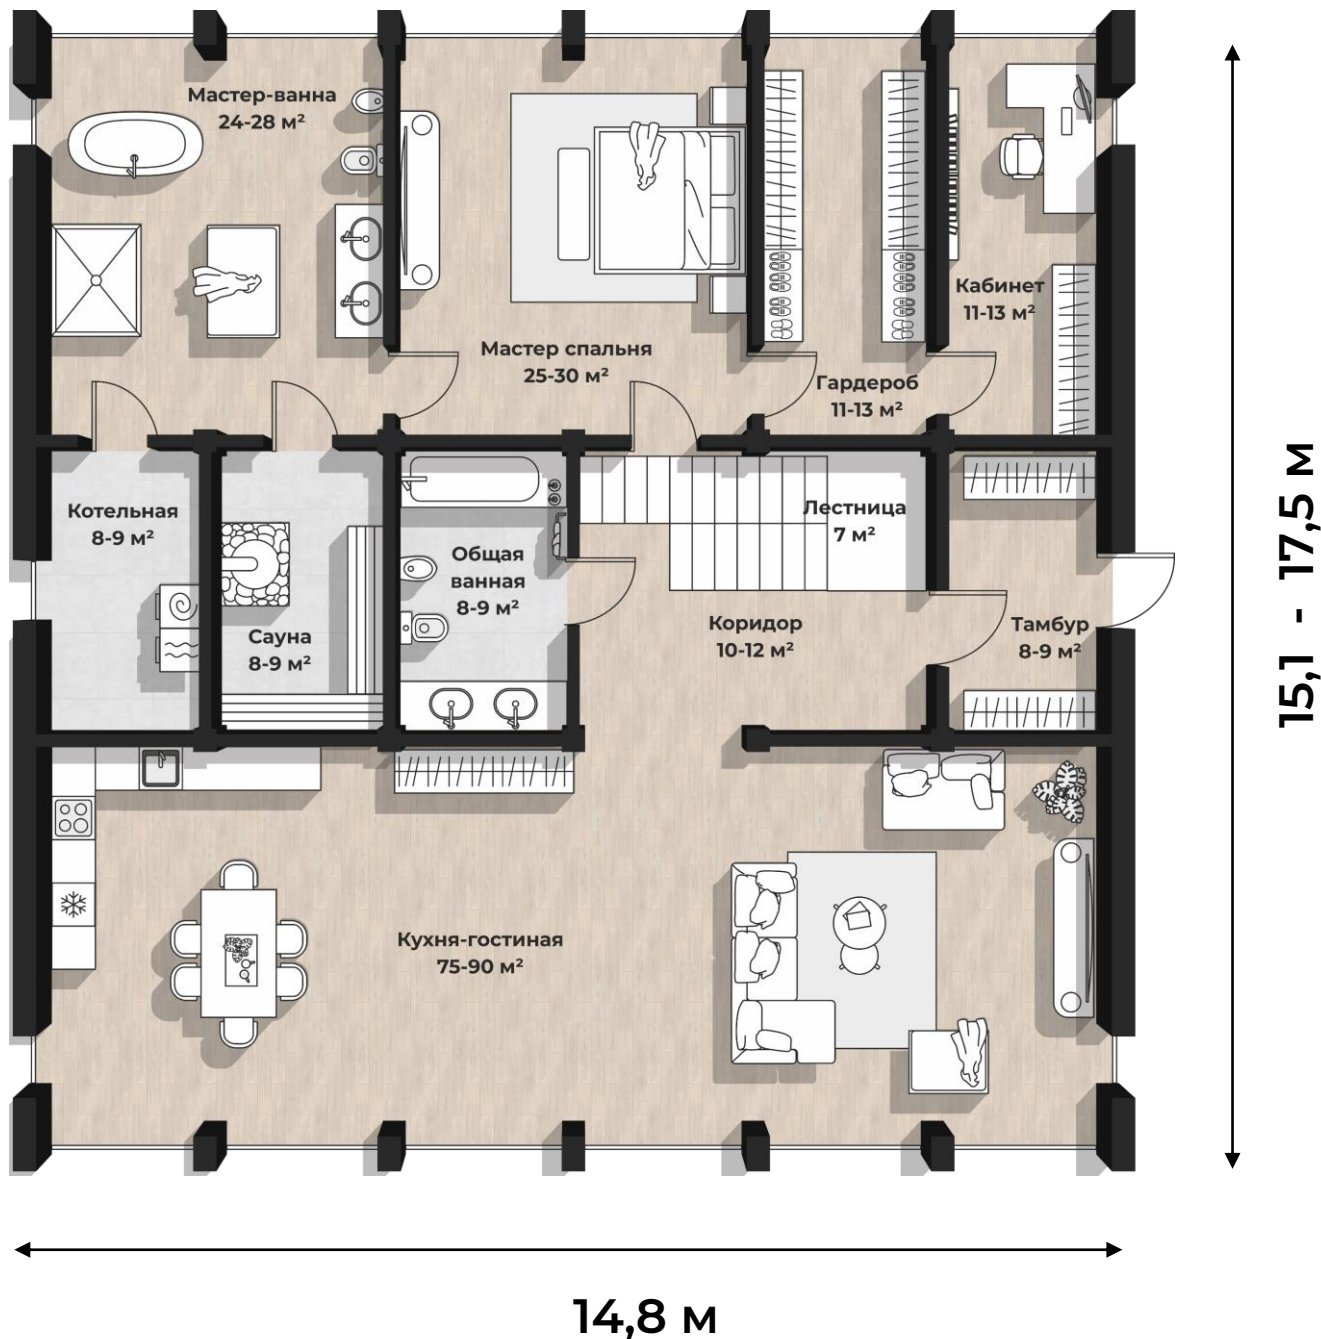 Мастер-ванна
24-28 м²
Мастер спальня
25-30 м²
Гардероб
11-13 м²
Кабинет
11-13 м²
Котельная
8-9 м²
Сауна
8-9 м²
Общая
ванная
8-9 м²
Лестница
7 м²
Коридор
10-12 м²
Тамбур
8-9 м²
Кухня-гостиная
75-90 м²
15,1 - 17,5 м
14,8 м